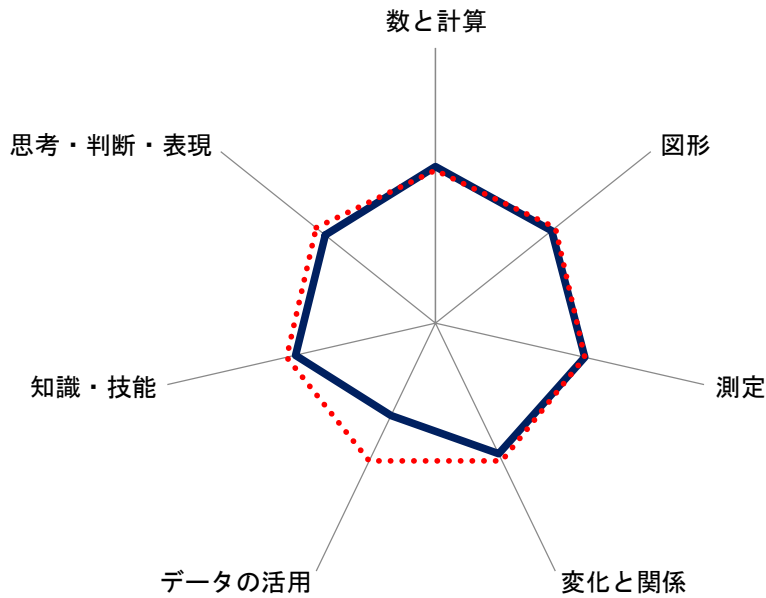 数と計算
図形
測定
変化と関係
データの活用
知識・技能
思考・判断・表現